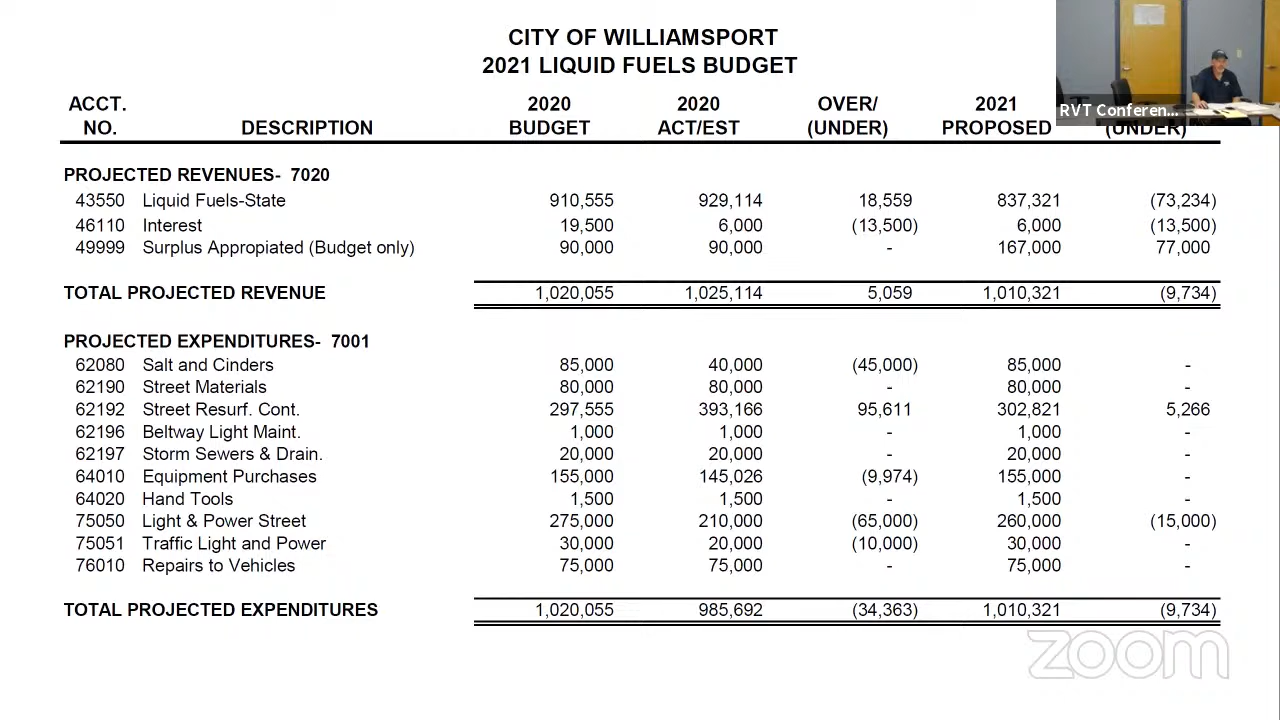 CITY OF WILLIAMSPORT
2021 LIQUID FUELS BUDGET
ACCT. 2020 2020 OVER/ 2021
NO. DESCRIPTION BUDGET ACT/EST (UNDER) PROPOSED (UNDER)
RVT Conferen...
PROJECTED REVENUES- 7020
43550 Liquid Fuels-State 910,555 929,114 18,559 837,321 (73,234)
46110 Interest 19,500 6,000 (13,500) 6,000 (13,500)
49999 Surplus Appropiated (Budget only) 90,000 90,000 - 167,000 77,000
TOTAL PROJECTED REVENUE 1,020,055 1,025,114 5,059 1,010,321 (9,734)
PROJECTED EXPENDITURES- 7001
62080 Salt and Cinders 85,000 40,000 (45,000) 85,000 -
62190 Street Materials 80,000 80,000 - 80,000 -
62192 Street Resurf. Cont. 297,555 393,166 95,611 302,821 5,266
62196 Beltway Light Maint. 1,000 1,000 - 1,000 -
62197 Storm Sewers & Drain. 20,000 20,000 - 20,000 -
64010 Equipment Purchases 155,000 145,026 (9,974) 155,000 -
64020 Hand Tools 1,500 1,500 - 1,500 -
75050 Light & Power Street 275,000 210,000 (65,000) 260,000 (15,000)
75051 Traffic Light and Power 30,000 20,000 (10,000) 30,000 -
76010 Repairs to Vehicles 75,000 75,000 - 75,000 -
TOTAL PROJECTED EXPENDITURES 1,020,055 985,692 (34,363) 1,010,321 (9,734)
zoom